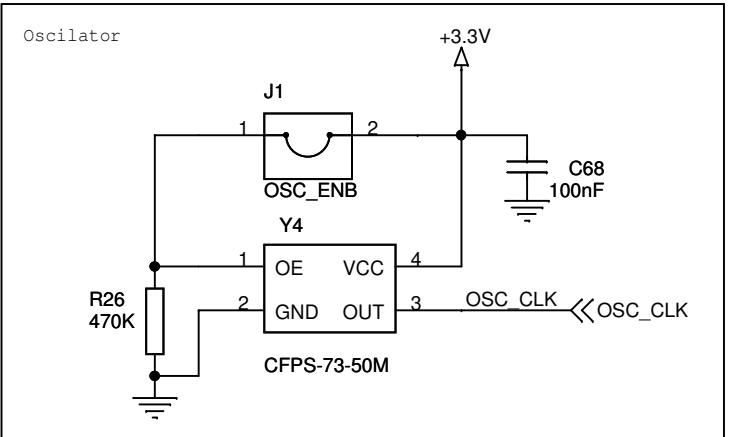 Oscilator
+3.3V
J1
1
2
OSC_ENB
C68
100nF
Y4
1
OE
VCC
4
R26
470K
2
GND
OUT
3
OSC_CLK
OSC_CLK
CFPS-73-50M